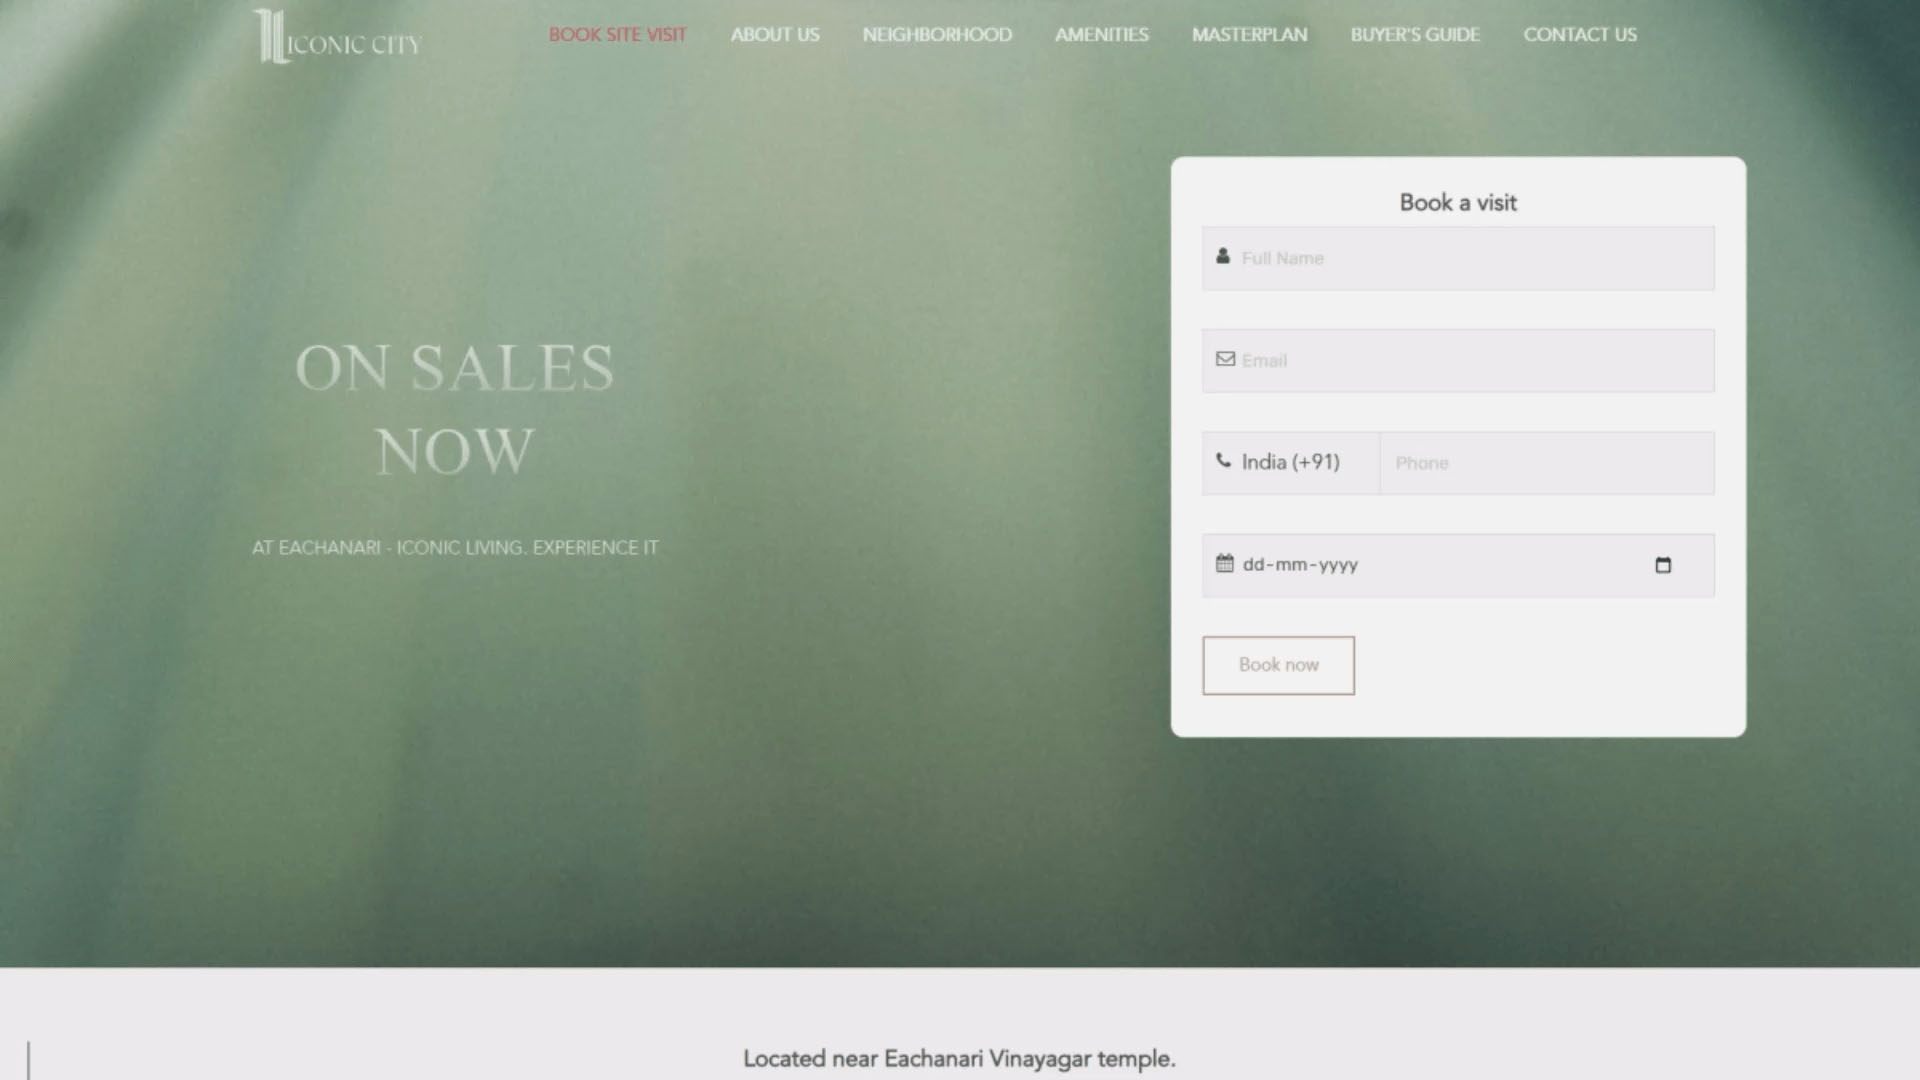 ICONIC CITY
BOOK SITE VISIT
ABOUT US
NEIGHBORHOOD
AMENITIES
MASTERPLAN
BUYER'S GUIDE
CONTACT US
ON SALES
NOW
AT EACHANARI - ICONIC LIVING. EXPERIENCE IT
Book a visit
Full Name
Email
India (+91)
Phone
dd-mm-yyyy
Book now
Located near Eachanari Vinayagar temple.